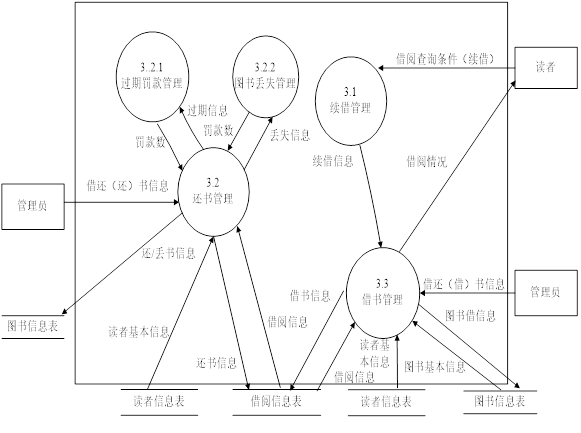 3.2.1
过期罚款管理
3.2.2
图书丢失管理
3.1
续借管理
借阅查询条件（续借）
读者
过期信息
罚款数
罚款数
丢失信息
续借信息
借阅情况
3.2
还书管理
借还（还）书信息
管理员
还/丢书信息
3.3
借书管理
借还（借）书信息
管理员
借书信息
图书借信息
图书信息表
读者基本信息
借阅信息
读者基
本信息
还书信息
借阅信息
图书基本信息
读者信息表
借阅信息表
读者信息表
图书信息表